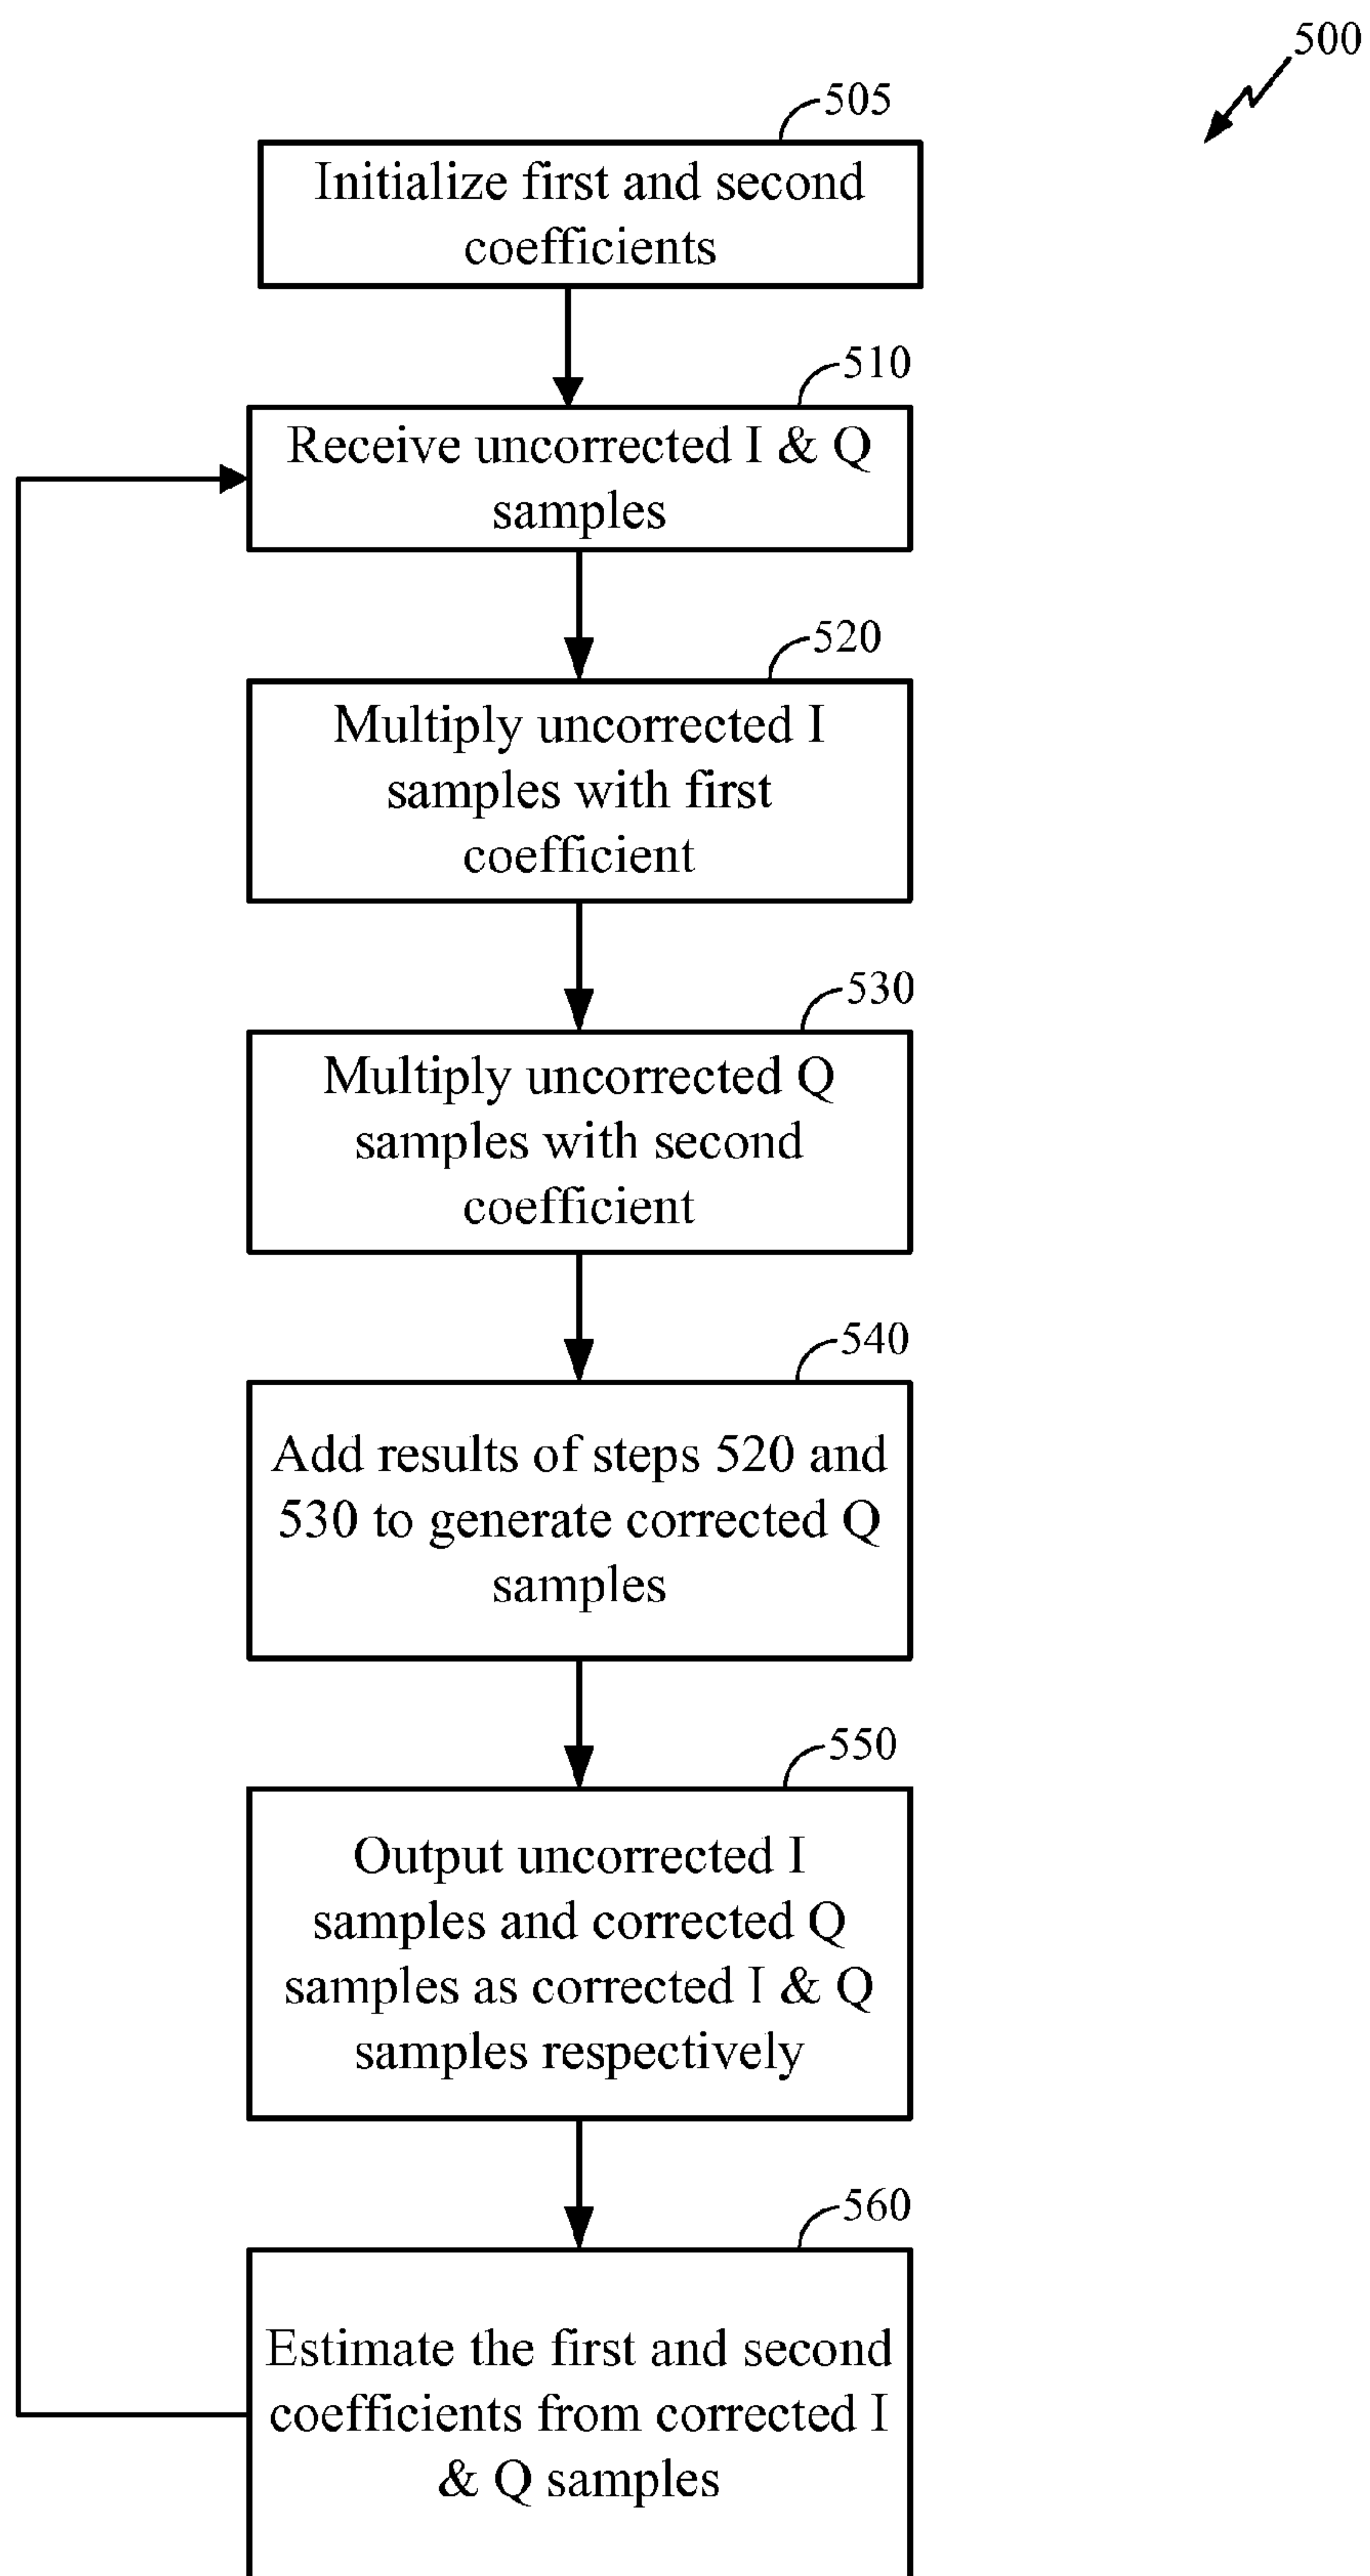 500
505
Initialize first and second
coefficients
510
Receive uncorrected I & Q
samples
520
Multiply uncorrected I
samples with first
coefficient
530
Multiply uncorrected Q
samples with second
coefficient
540
Add results of steps 520 and
530 to generate corrected Q
samples
550
Output uncorrected I
samples and corrected Q
samples as corrected I & Q
samples respectively
560
Estimate the first and second
coefficients from corrected I
& Q samples